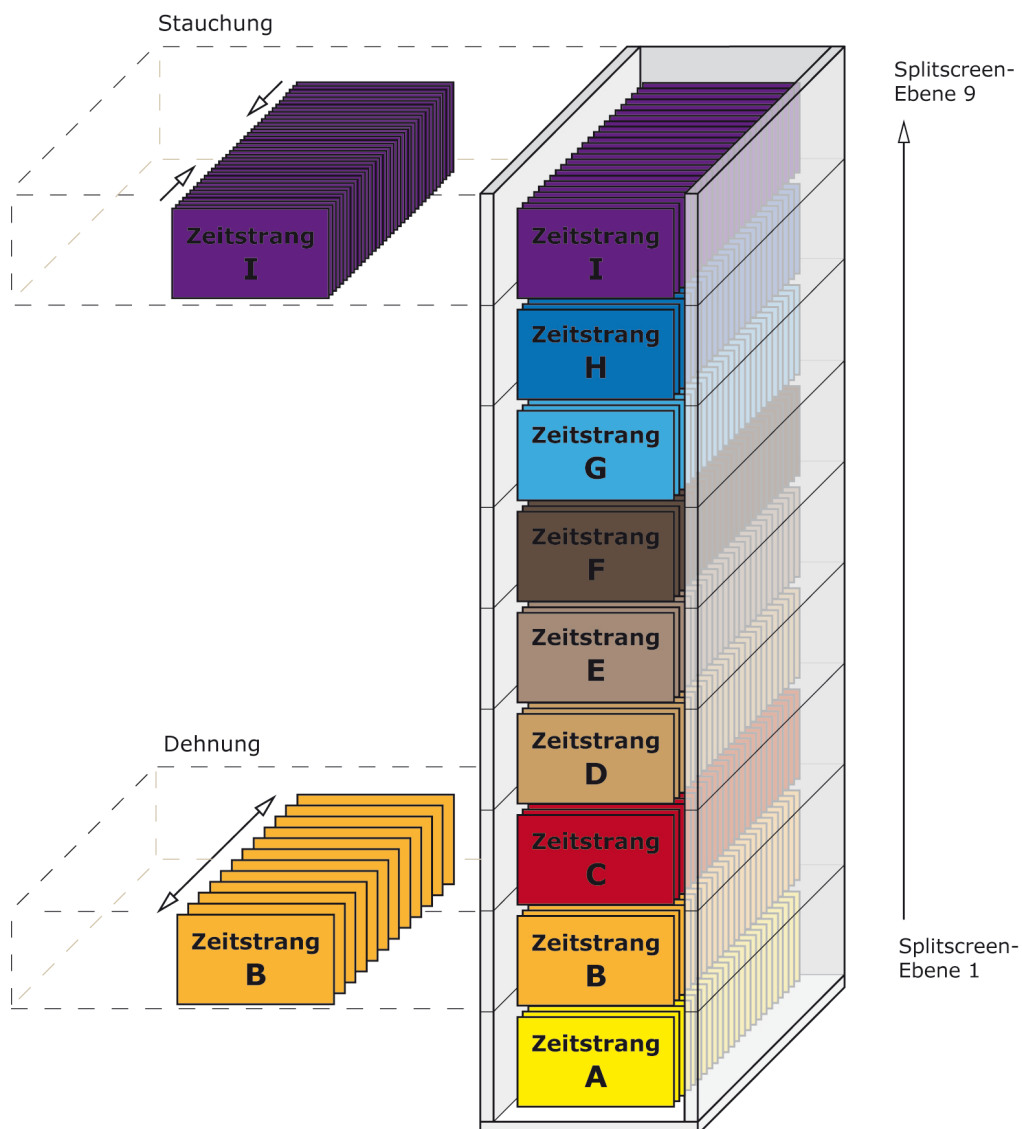 Stauchung
Splitscreen-
Ebene 9
Zeitstrang
I
Zeitstrang
I
Zeitstrang
H
Zeitstrang
G
Zeitstrang
F
Zeitstrang
E
Dehnung
Zeitstrang
D
Zeitstrang
C
Zeitstrang
B
Zeitstrang
B
Splitscreen-
Ebene 1
Zeitstrang
A